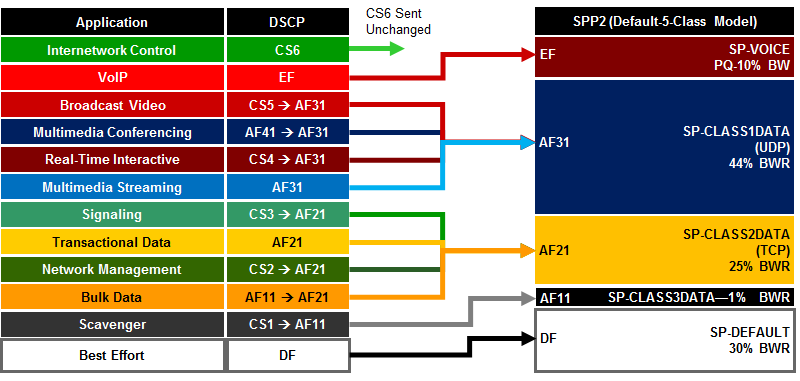 Application DSCP
CS6 Sent
Unchanged
SPP2 (Default-5-Class Model)
Internetwork Control CS6
VoIP EF
Broadcast Video CS5 → AF31
Multimedia Conferencing AF41 → AF31
Real-Time Interactive CS4 → AF31
Multimedia Streaming AF31
Signaling CS3 → AF21
Transactional Data AF21
Network Management CS2 → AF21
Bulk Data AF11 → AF21
Scavenger CS1 → AF11
Best Effort DF
EF SP-VOICE
PQ-10% BW
AF31 SP-CLASS1DATA
(UDP)
44% BWR
AF21 SP-CLASS2DATA
(TCP)
25% BWR
AF11 SP-CLASS3DATA—1% BWR
DF SP-DEFAULT
30% BWR